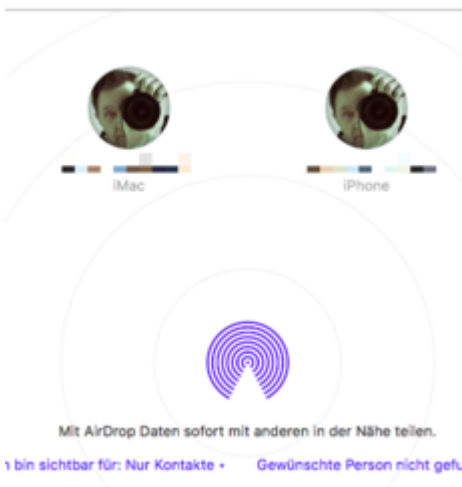 iMac
iPhone
Mit AirDrop Daten sofort mit anderen in der Nähe teilen.
bin sichtbar für: Nur Kontakte
Gewünschte Person nicht